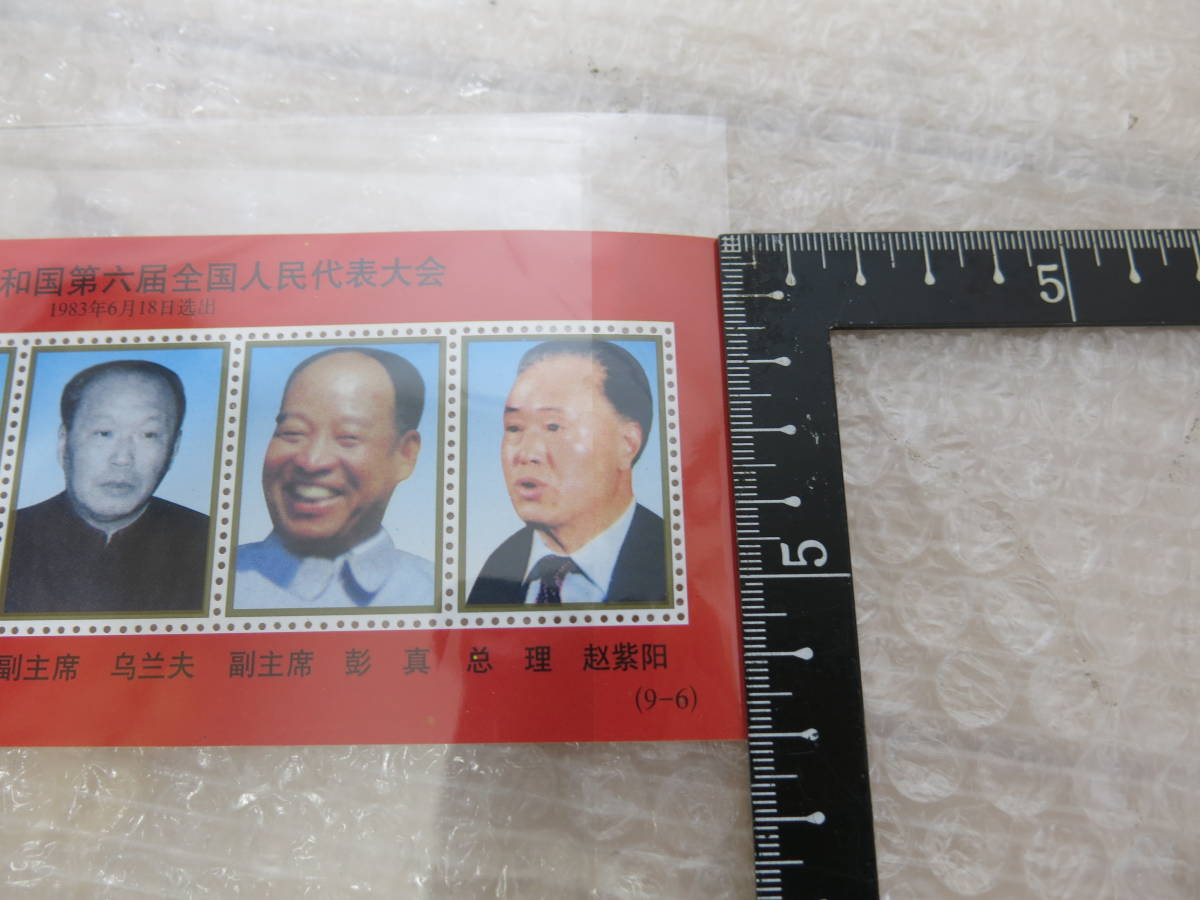 和国第六届全国人民代表大会
1983年6月18日选出
副主席 乌兰夫 副主席 彭 真 总 理 赵紫阳
(9-6)
5
5